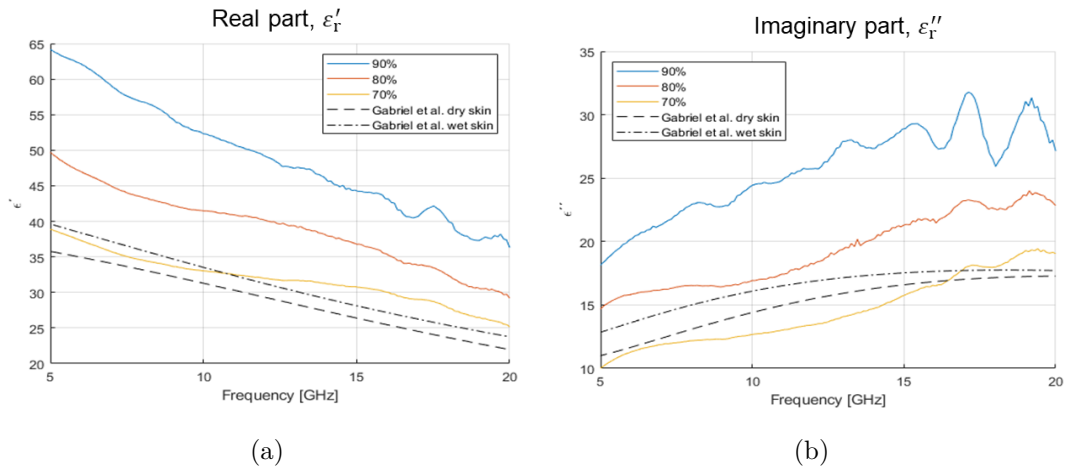 Real part, ε′r
65
60
55
50
45
40
35
30
25
20
ϵ′
5
10
15
20
Frequency [GHz]
90%
80%
70%
Gabriel et al. dry skin
Gabriel et al. wet skin
(a)
Imaginary part, ε″r
35
30
25
20
15
10
ϵ″
5
10
15
20
Frequency [GHz]
90%
80%
70%
Gabriel et al. dry skin
Gabriel et al. wet skin
(b)